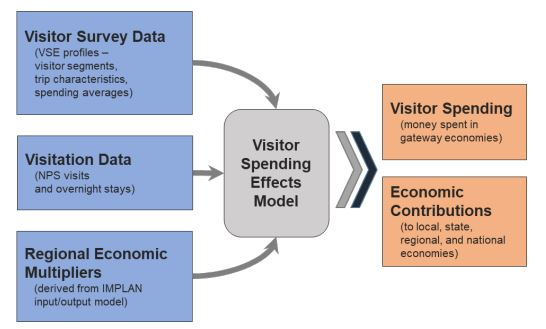 Visitor Survey Data
(VSE profiles –
visitor segments,
trip characteristics,
spending averages)
Visitation Data
(NPS visits
and overnight stays)
Regional Economic
Multipliers
(derived from IMPLAN
input/output model)
Visitor
Spending
Effects
Model
Visitor Spending
(money spent in
gateway economies)
Economic
Contributions
(to local, state,
regional, and national
economies)